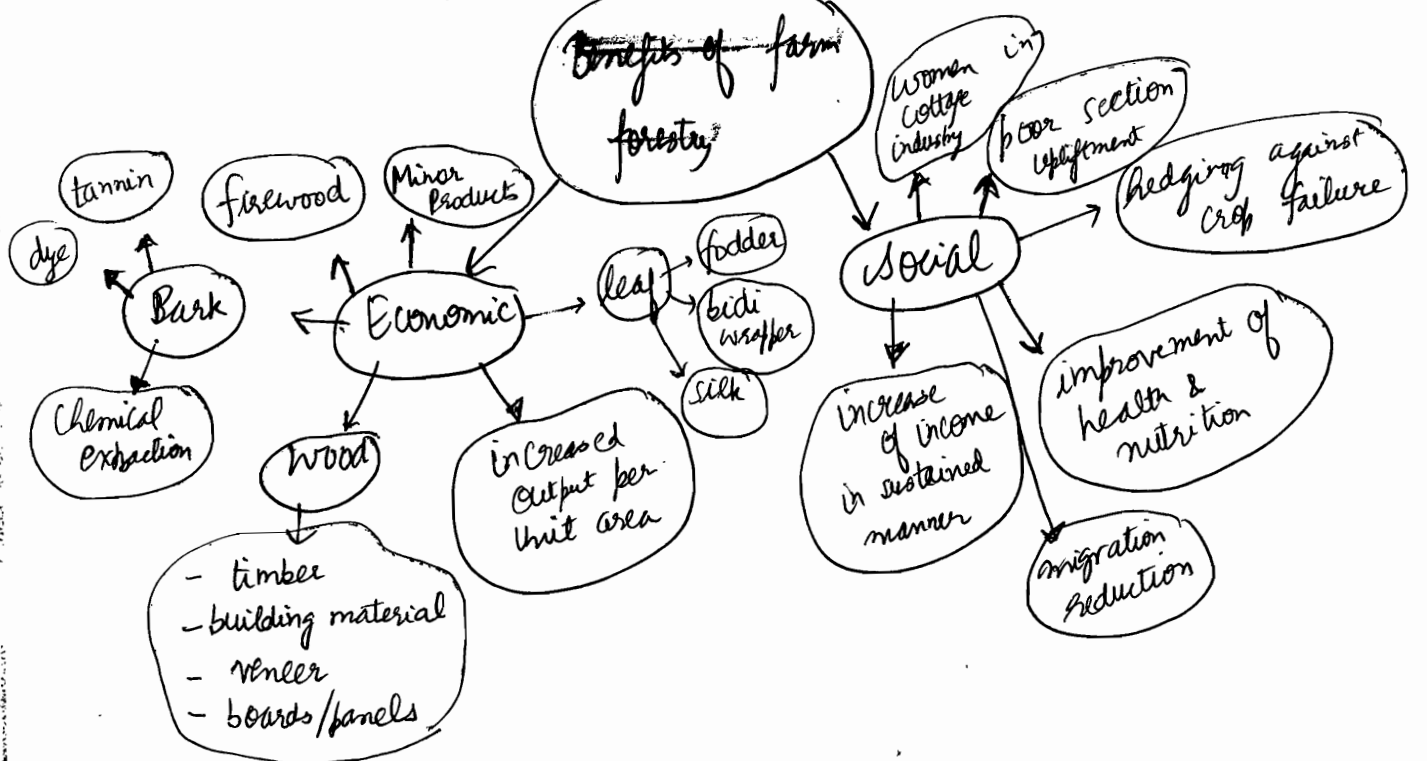 Benefits of farm
forestry
women in
cottage
industry
poor section
upliftment
hedging against
crop failure
social
increase
of income
in sustained
manner
improvement of
health &
nutrition
migration
reduction
Economic
Minor
Products
firewood
Bark
tannin
dye
Chemical
extraction
leaf
fodder
bidi
wrapper
silk
wood
- timber
- building material
- veneer
- boards/panels
increased
output per
unit area